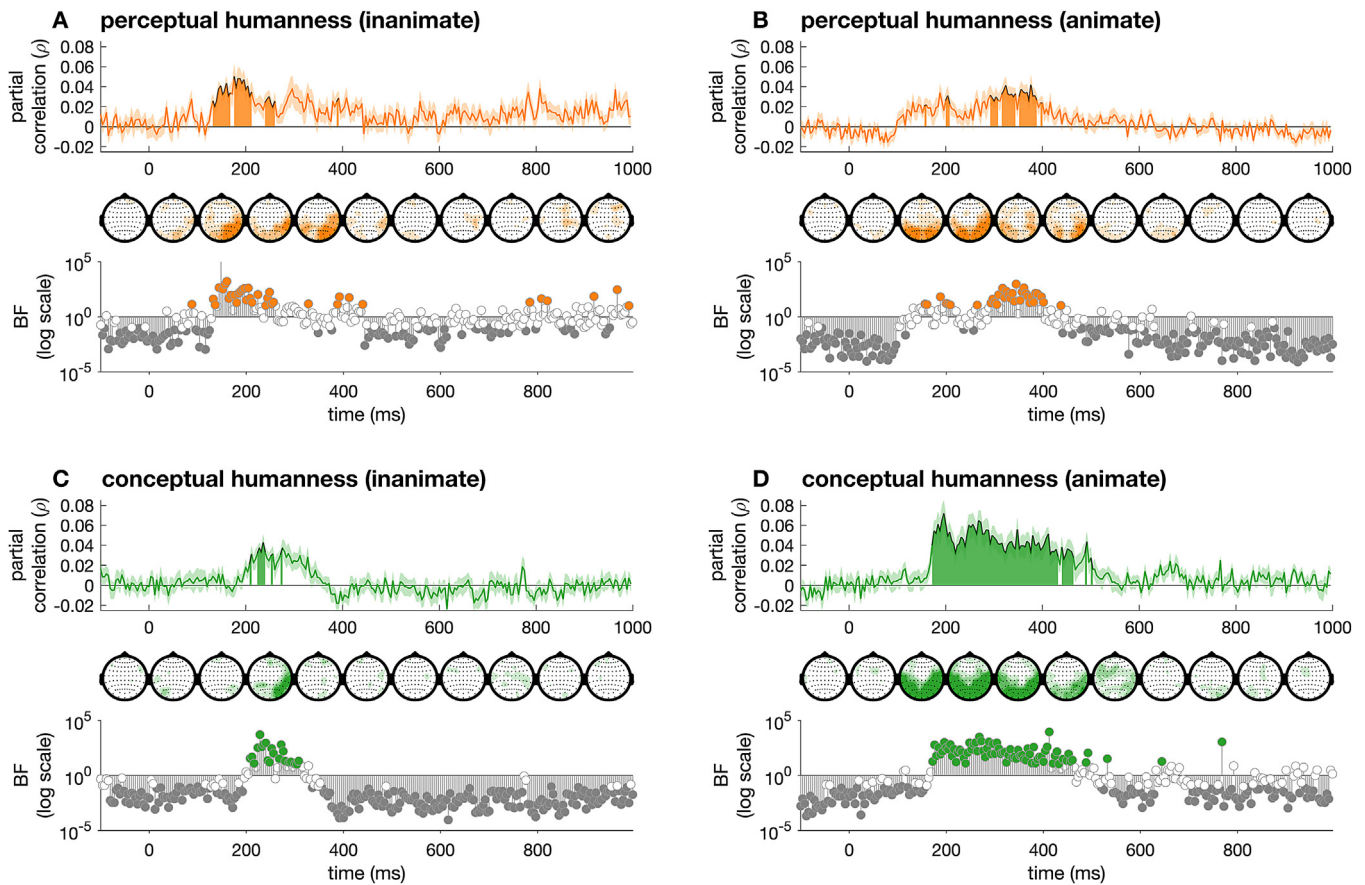 A perceptual humanness (inanimate)
partial
correlation (ρ)
0.08
0.06
0.04
0.02
0
-0.02
0 200 400 600 800 1000
BF
(log scale)
10^5
10^0
10^-5
0 200 400 600 800
time (ms)
B perceptual humanness (animate)
partial
correlation (ρ)
0.08
0.06
0.04
0.02
0
-0.02
0 200 400 600 800 1000
BF
(log scale)
10^5
10^0
10^-5
0 200 400 600 800
time (ms)
C conceptual humanness (inanimate)
partial
correlation (ρ)
0.08
0.06
0.04
0.02
0
-0.02
0 200 400 600 800 1000
BF
(log scale)
10^5
10^0
10^-5
0 200 400 600 800
time (ms)
D conceptual humanness (animate)
partial
correlation (ρ)
0.08
0.06
0.04
0.02
0
-0.02
0 200 400 600 800 1000
BF
(log scale)
10^5
10^0
10^-5
0 200 400 600 800
time (ms)